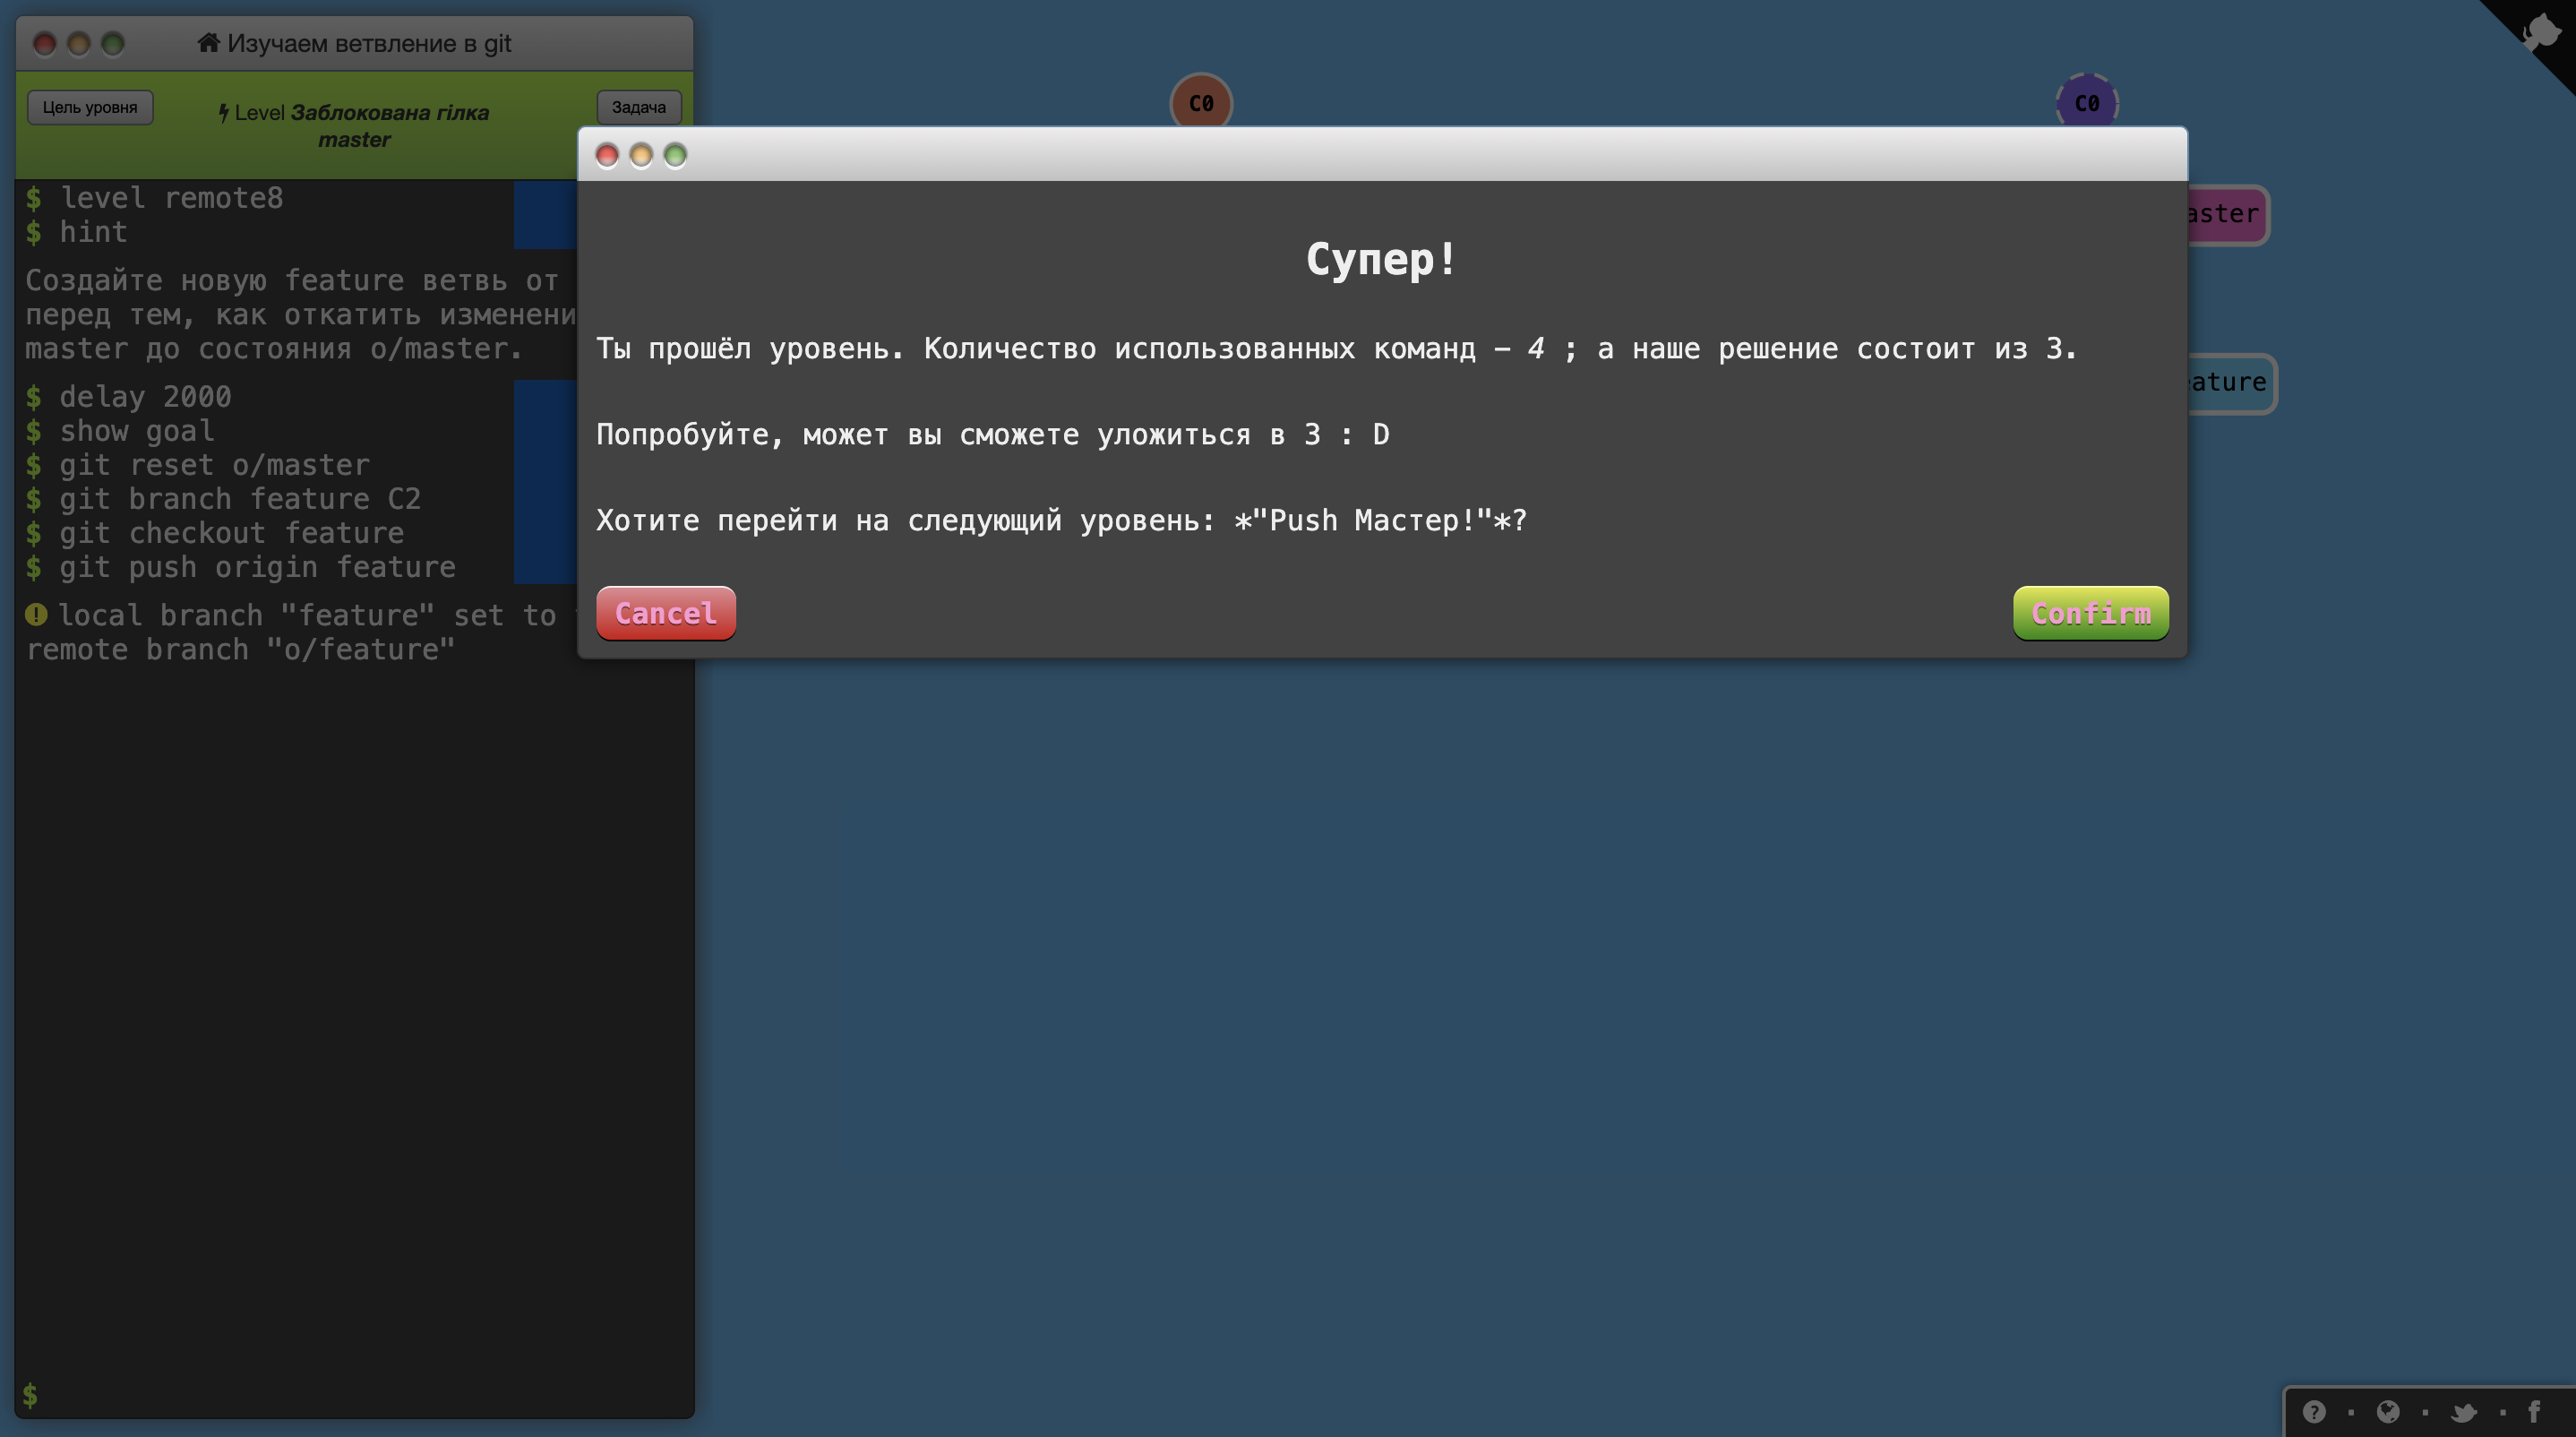 Изучаем ветвление в git
Цель уровня
Level Заблокована гілка
master
Задача
$ level remote8
$ hint
Создайте новую feature ветвь от
перед тем, как откатить изменени
master до состояния o/master.
$ delay 2000
$ show goal
$ git reset o/master
$ git branch feature C2
$ git checkout feature
$ git push origin feature
local branch "feature" set to
remote branch "o/feature"
$
C0
C0
aster
eature
Супер!
Ты прошёл уровень. Количество использованных команд – 4 ; а наше решение состоит из 3.
Попробуйте, может вы сможете уложиться в 3 : D
Хотите перейти на следующий уровень: *"Push Мастер!"*?
Cancel
Confirm